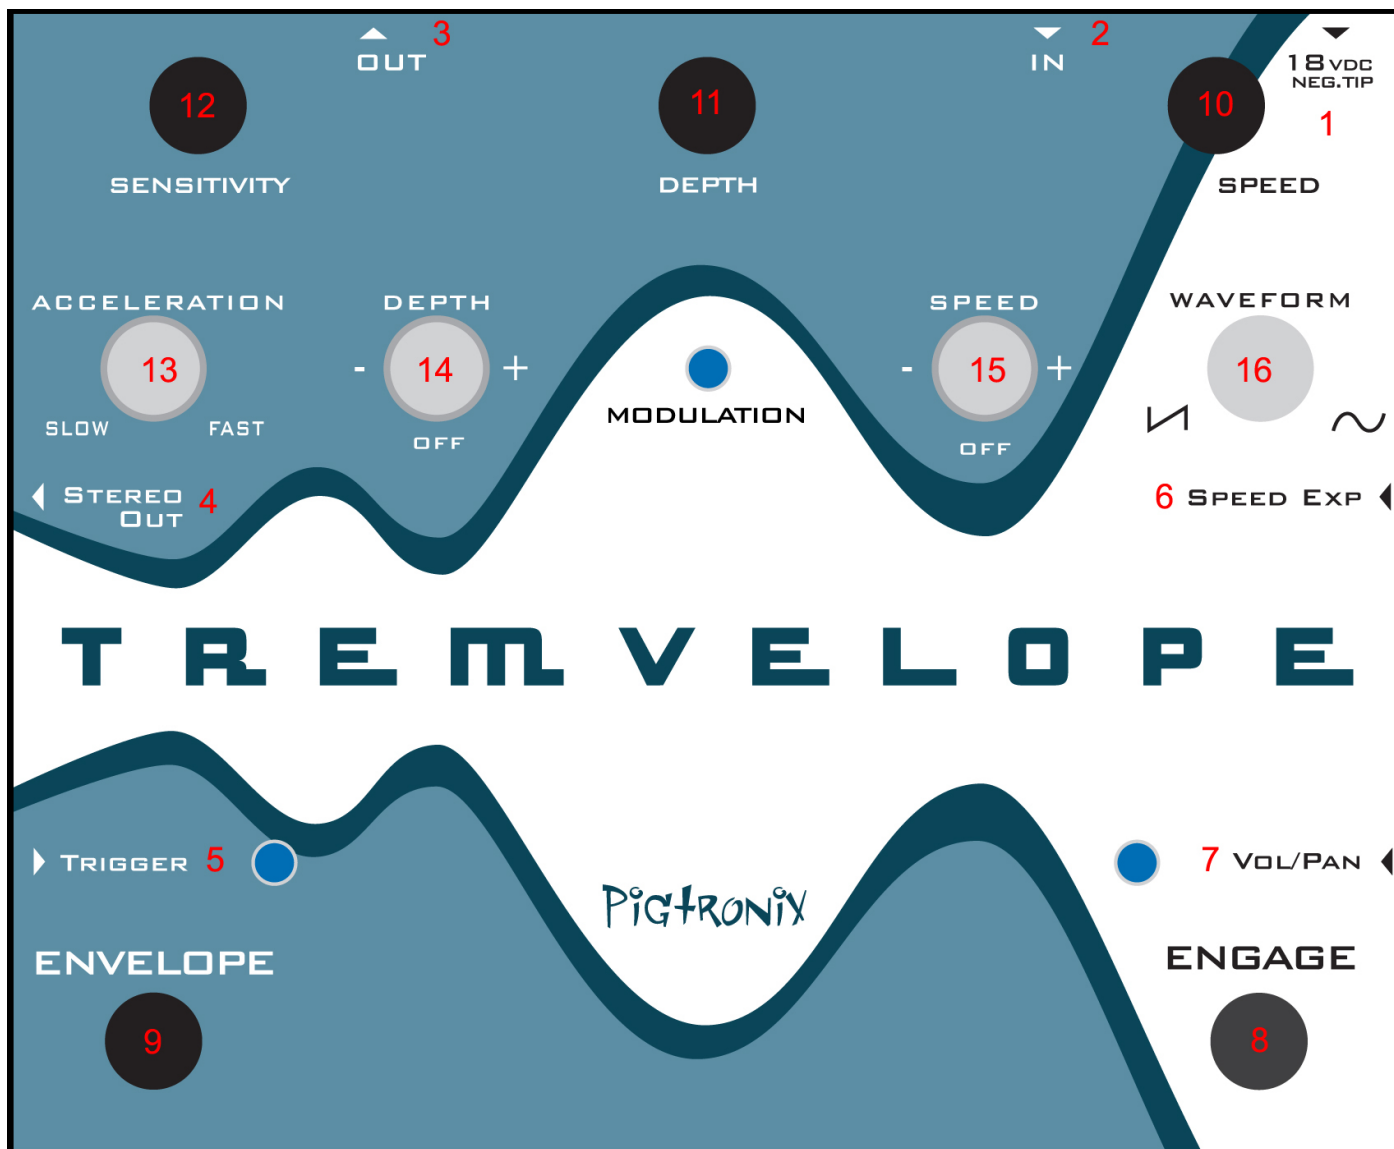 3
OUT
2
IN
18 VDC
NEG.TIP
1
12
SENSITIVITY
11
DEPTH
10
SPEED
ACCELERATION
13
SLOW FAST
DEPTH
- 14 +
OFF
MODULATION
SPEED
- 15 +
OFF
WAVEFORM
16
STEREO
OUT
4
6 SPEED EXP
TREMVELOPE
TRIGGER 5
7 VOL/PAN
PIGTRONIX
ENVELOPE
9
ENGAGE
8